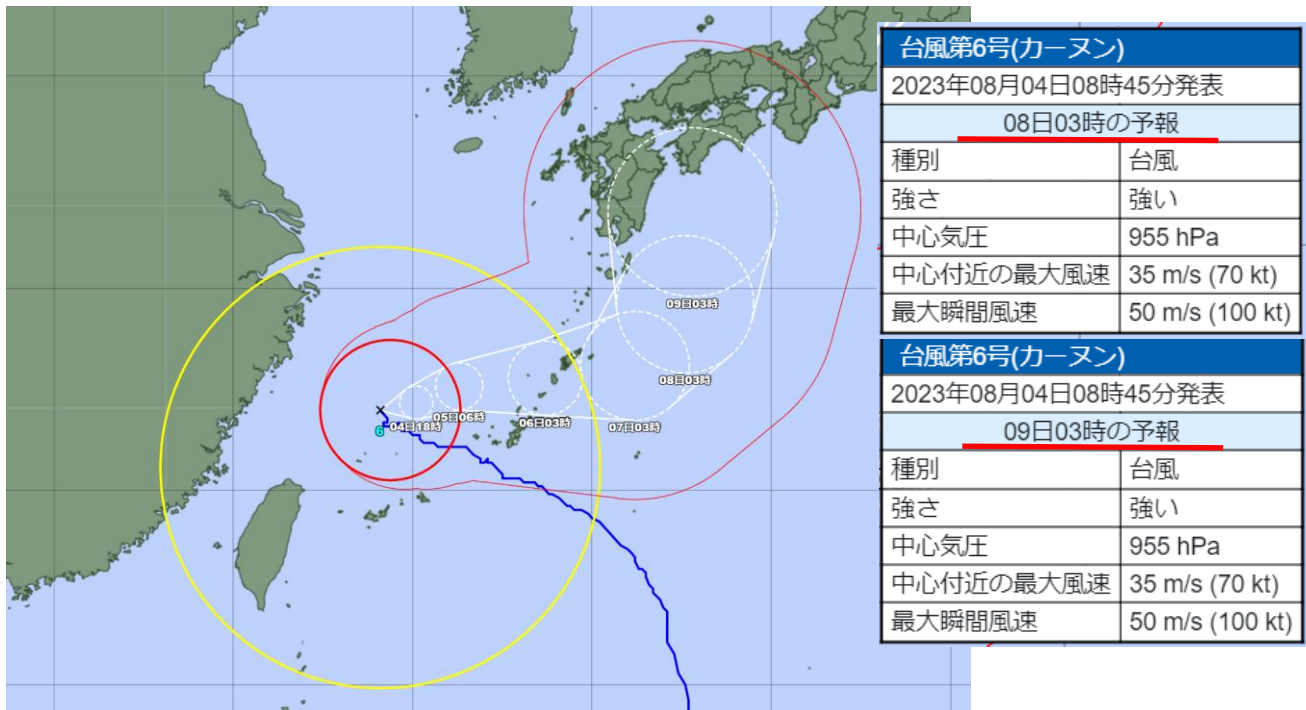 台風第6号(カーヌン)
2023年08月04日08時45分発表
08日03時の予報
種別 台風
強さ 強い
中心気圧 955 hPa
中心付近の最大風速 35 m/s (70 kt)
最大瞬間風速 50 m/s (100 kt)
台風第6号(カーヌン)
2023年08月04日08時45分発表
09日03時の予報
種別 台風
強さ 強い
中心気圧 955 hPa
中心付近の最大風速 35 m/s (70 kt)
最大瞬間風速 50 m/s (100 kt)
09日03時
08日03時
07日03時
06日03時
05日06時
04日18時
6